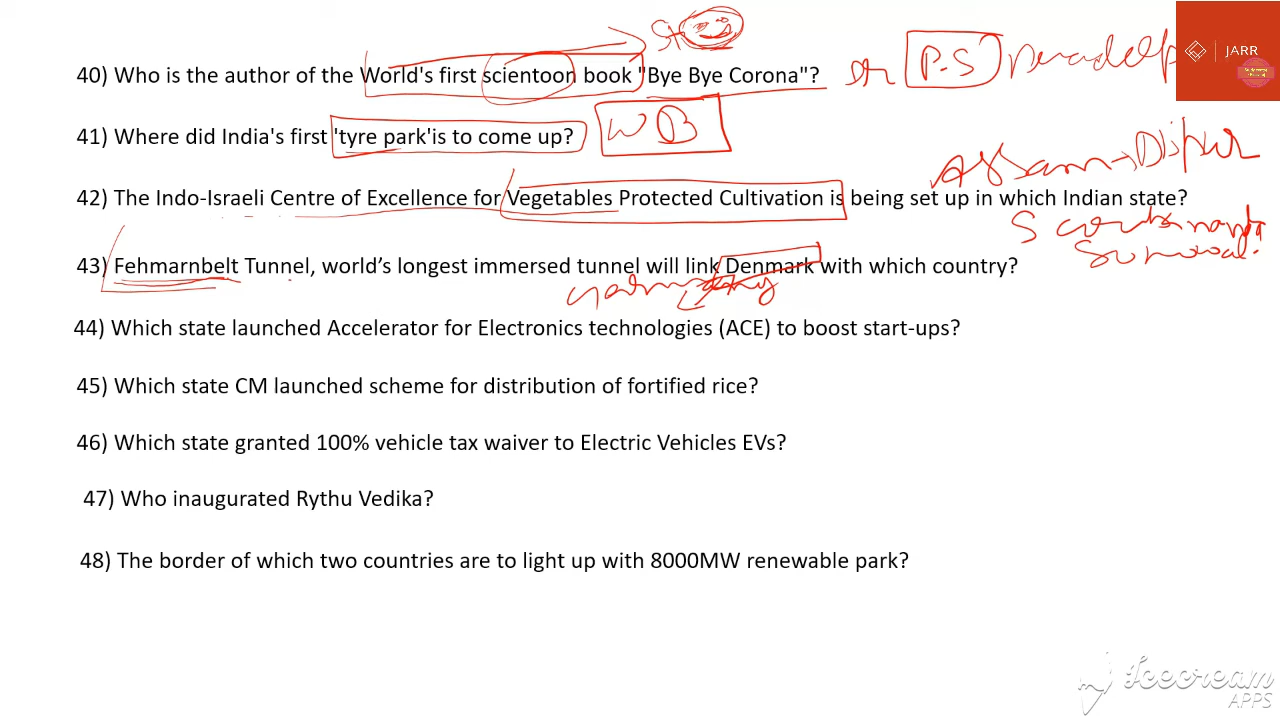 40) Who is the author of the World's first scientoon book "Bye Bye Corona"? P.S
JARR
41) Where did India's first 'tyre park'is to come up? WB
Assam → Dispur
42) The Indo-Israeli Centre of Excellence for Vegetables Protected Cultivation is being set up in which Indian state?
43) Fehmarnbelt Tunnel, world's longest immersed tunnel will link Denmark with which country?
44) Which state launched Accelerator for Electronics technologies (ACE) to boost start-ups?
45) Which state CM launched scheme for distribution of fortified rice?
46) Which state granted 100% vehicle tax waiver to Electric Vehicles EVs?
47) Who inaugurated Rythu Vedika?
48) The border of which two countries are to light up with 8000MW renewable park?
Icecream
APPS